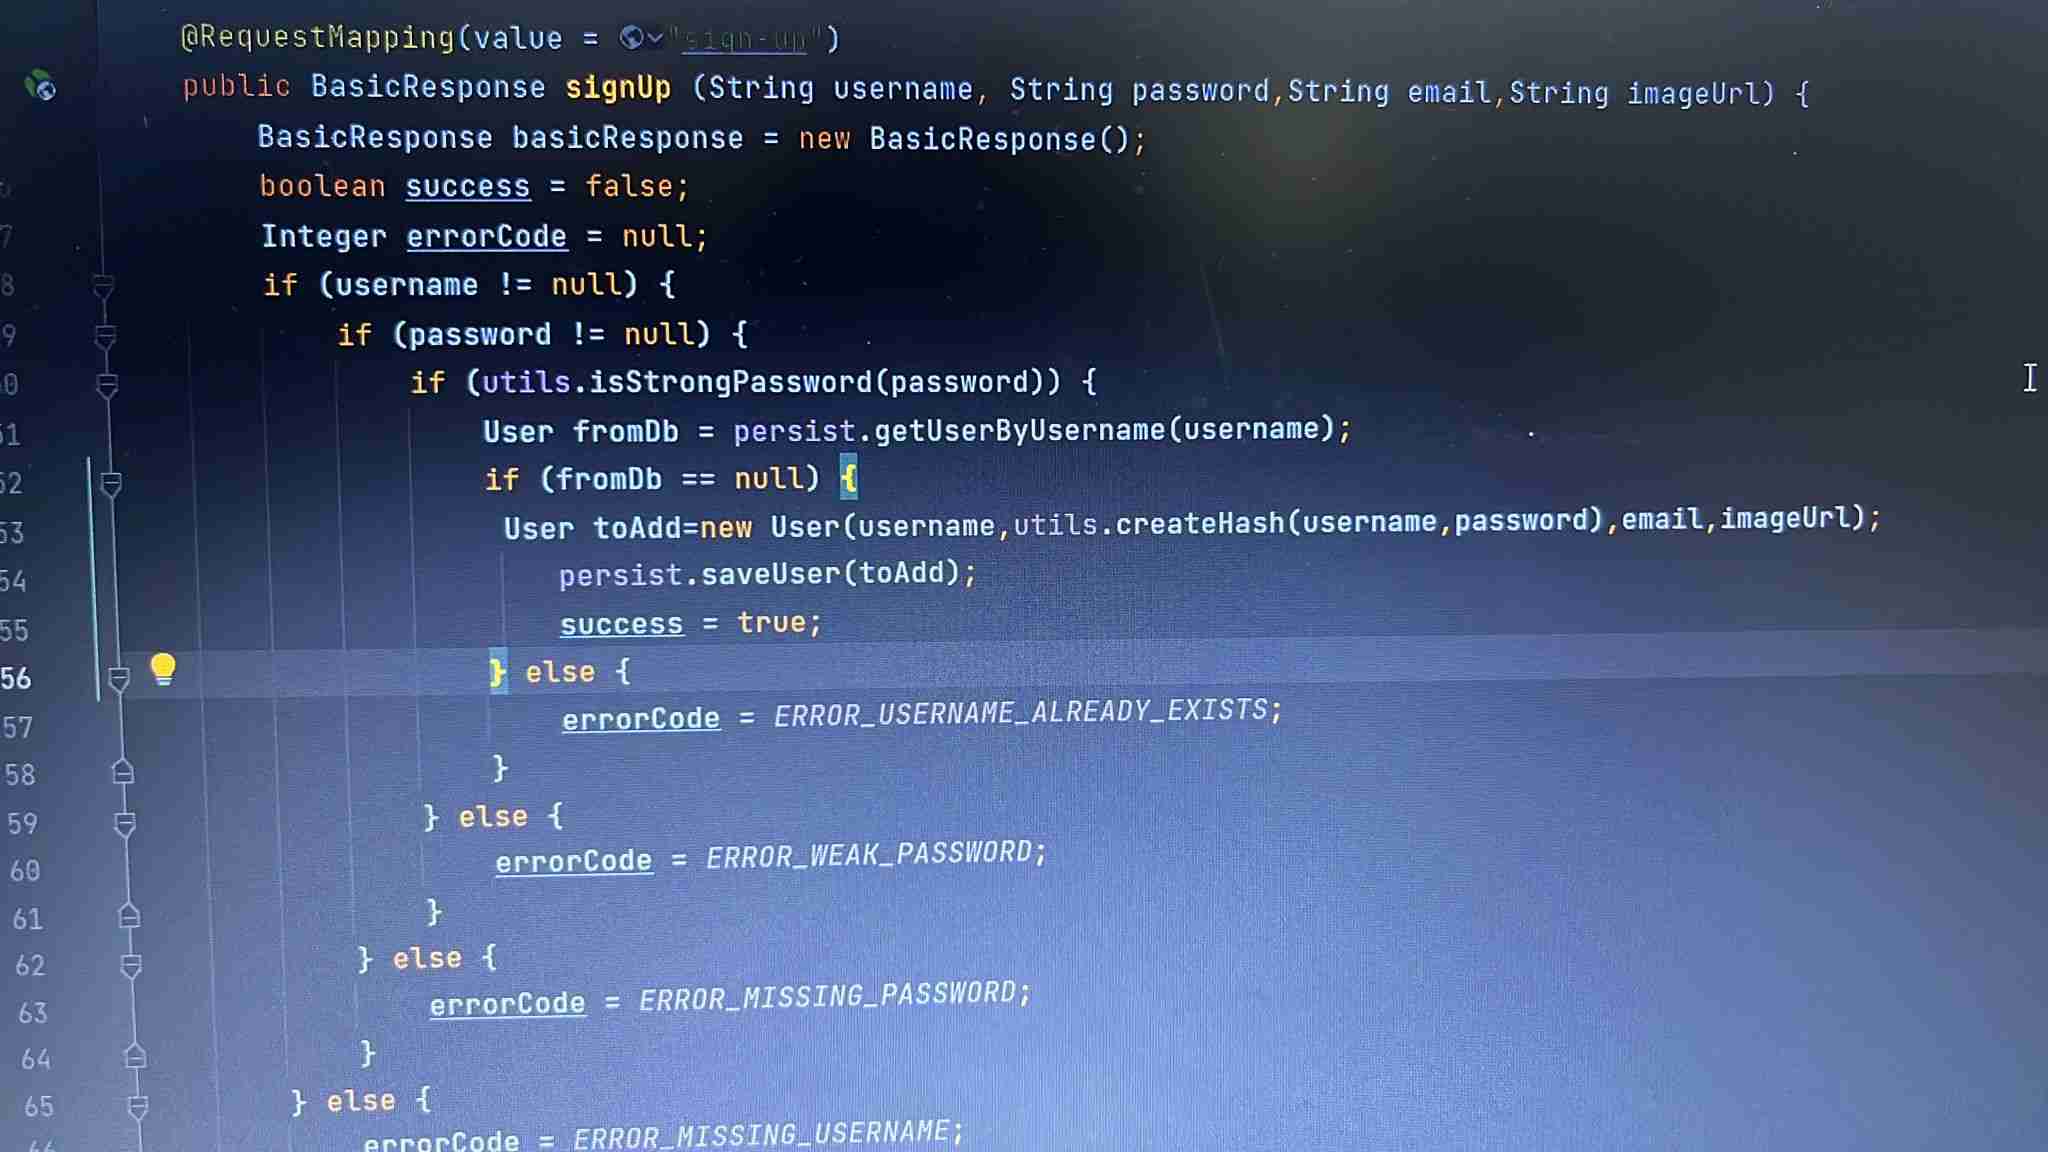 @RequestMapping(value = "sign-up")
public BasicResponse signUp (String username, String password,String email,String imageUrl) {
BasicResponse basicResponse = new BasicResponse();
boolean success = false;
7 Integer errorCode = null;
8 if (username != null) {
9 if (password != null) {
0 if (utils.isStrongPassword(password)) {
51 User fromDb = persist.getUserByUsername(username);
52 if (fromDb == null) {
53 User toAdd=new User(username,utils.createHash(username,password),email,imageUrl);
54 persist.saveUser(toAdd);
55 success = true;
56 } else {
57 errorCode = ERROR_USERNAME_ALREADY_EXISTS;
58 }
59 } else {
60 errorCode = ERROR_WEAK_PASSWORD;
61 }
62 } else {
63 errorCode = ERROR_MISSING_PASSWORD;
64 }
65 } else {
66 errorCode = ERROR_MISSING_USERNAME;